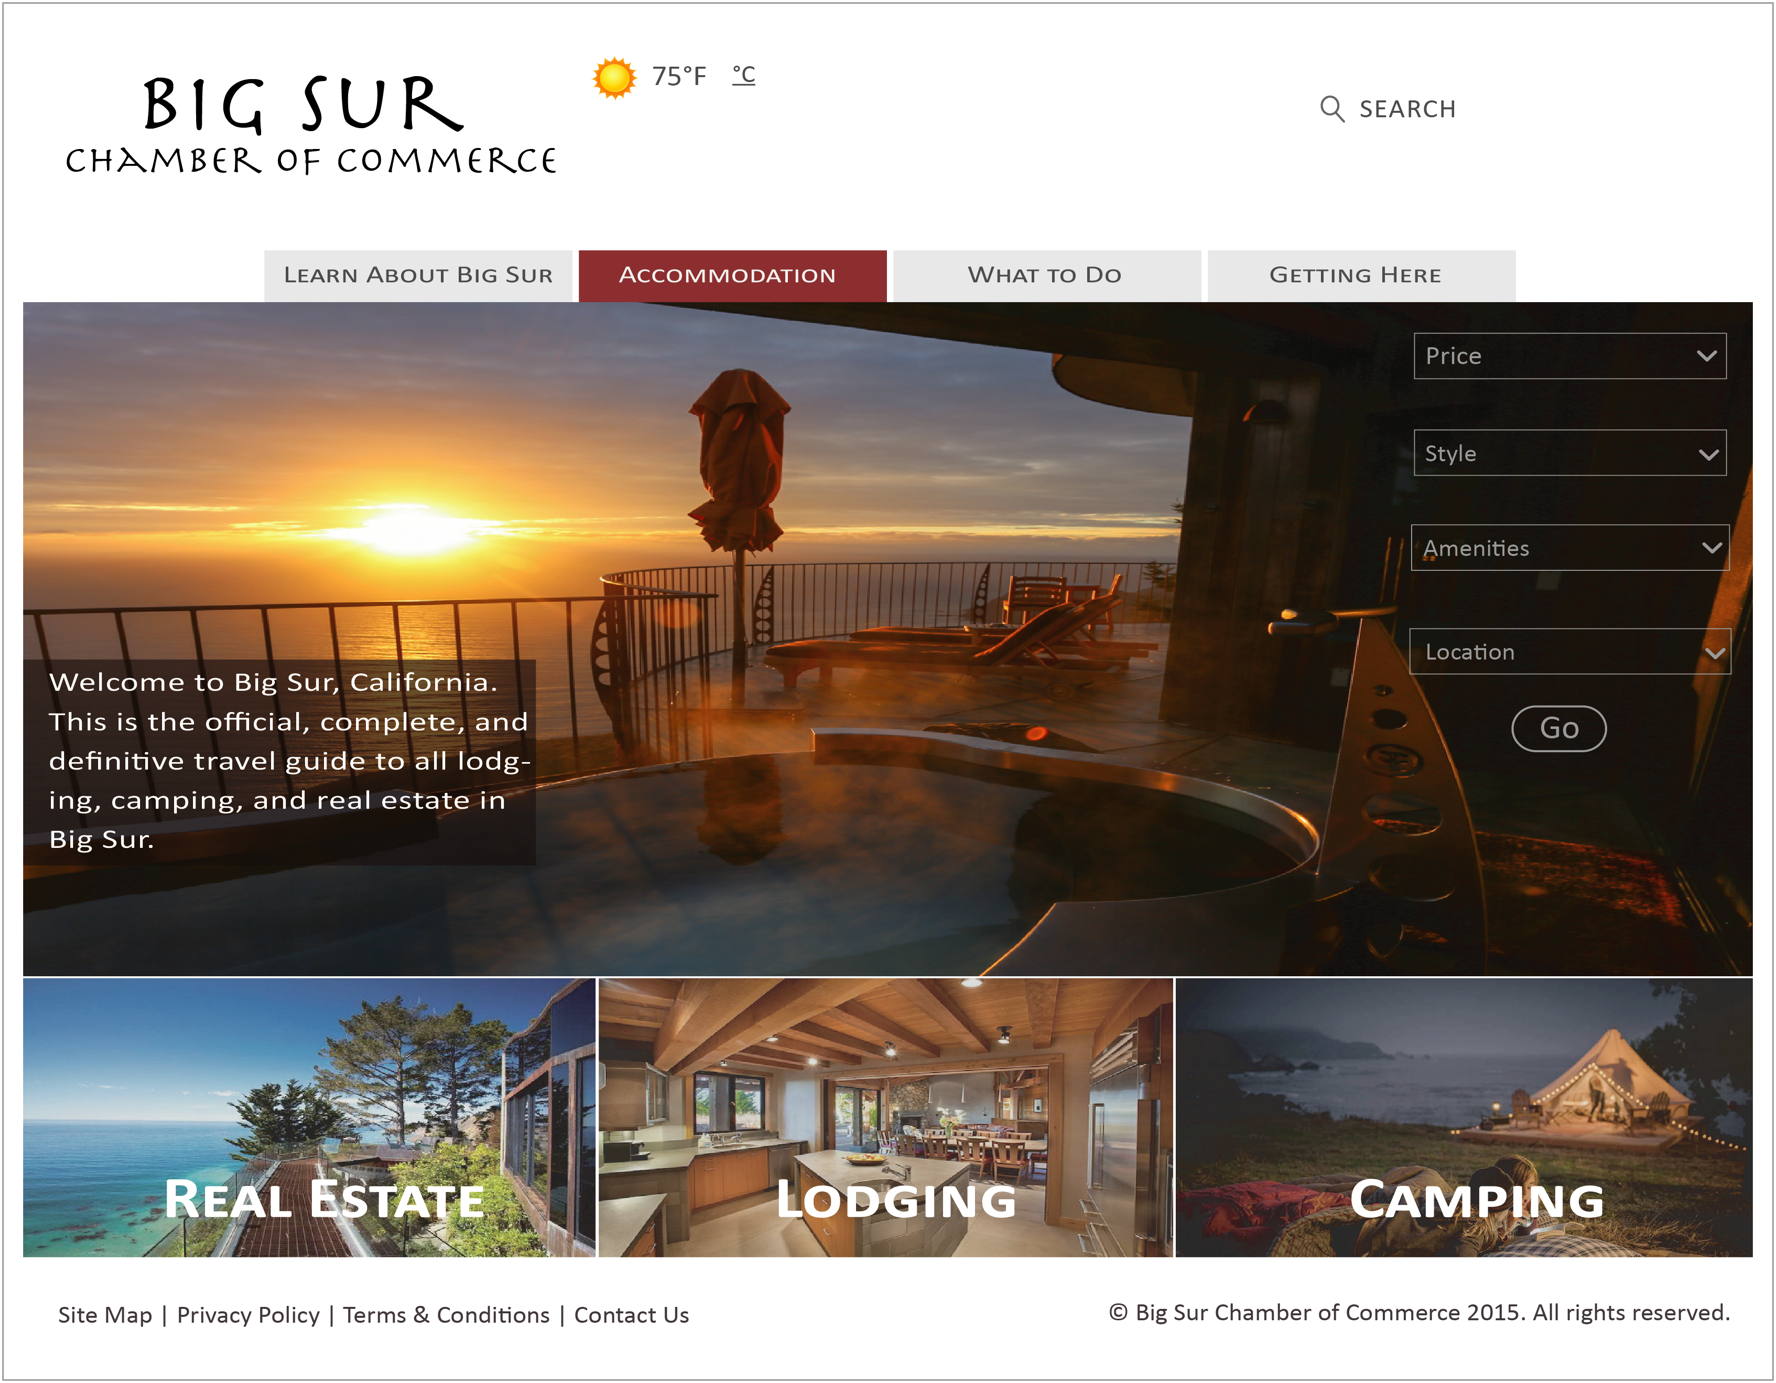 BIG SUR
CHAMBER OF COMMERCE
75°F °C
SEARCH
LEARN ABOUT BIG SUR
ACCOMMODATION
WHAT TO DO
GETTING HERE
Price
Style
Amenities
Location
Go
Welcome to Big Sur, California.
This is the official, complete, and
definitive travel guide to all lodg-
ing, camping, and real estate in
Big Sur.
REAL ESTATE
LODGING
CAMPING
Site Map | Privacy Policy | Terms & Conditions | Contact Us
© Big Sur Chamber of Commerce 2015. All rights reserved.